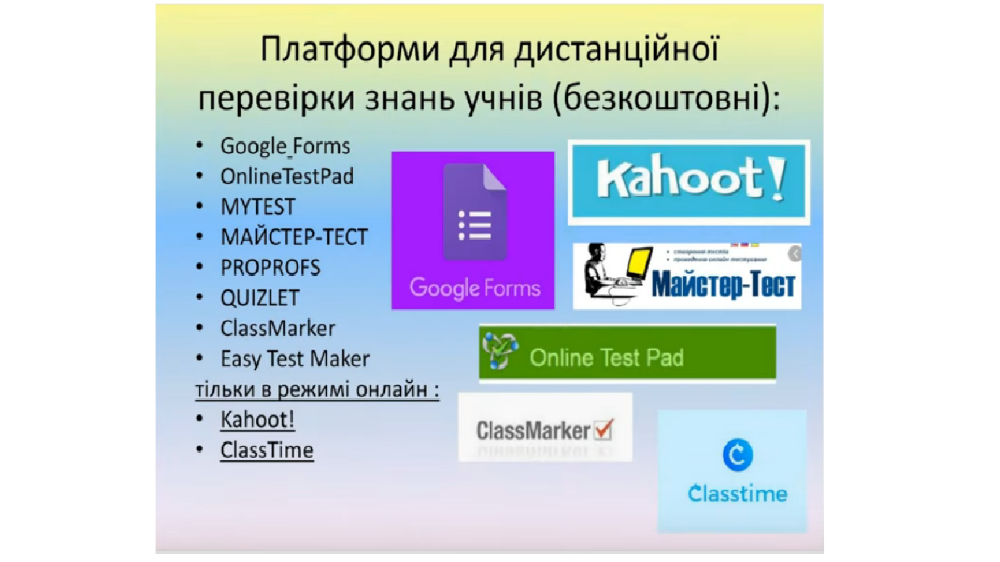 Платформи для дистанційної
перевірки знань учнів (безкоштовні):
• Google Forms
• OnlineTestPad
• MYTEST
• МАЙСТЕР-ТЕСТ
• PROPROFS
• QUIZLET
• ClassMarker
• Easy Test Maker
тільки в режимі онлайн :
• Kahoot!
• ClassTime
Google Forms
Kahoot!
• створення тестів
• проведення онлайн тестування
Майстер-Тест
Online Test Pad
ClassMarker
Classtime